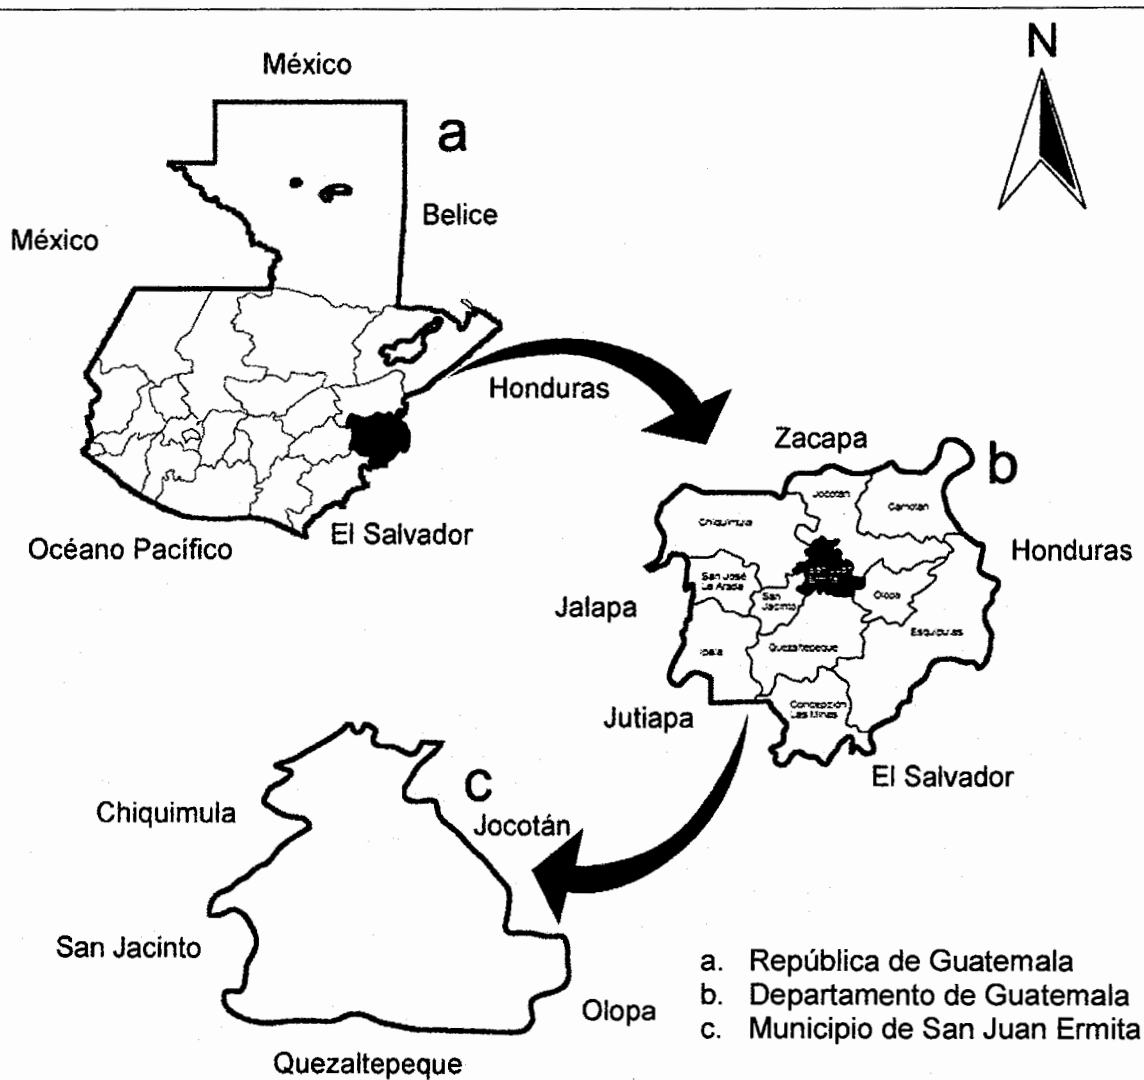 N
México
a
México
Belice
Honduras
Océano Pacífico
El Salvador
Zacapa
b
Jocotán
Camotán
Chiquimula
Honduras
San José
La Arada
San
Jacinto
Olopa
Jalapa
Esquipulas
Ipala
Quezaltepeque
Concepción
Las Minas
Jutiapa
El Salvador
c
Chiquimula
Jocotán
San Jacinto
Olopa
Quezaltepeque
a. República de Guatemala
b. Departamento de Guatemala
c. Municipio de San Juan Ermita